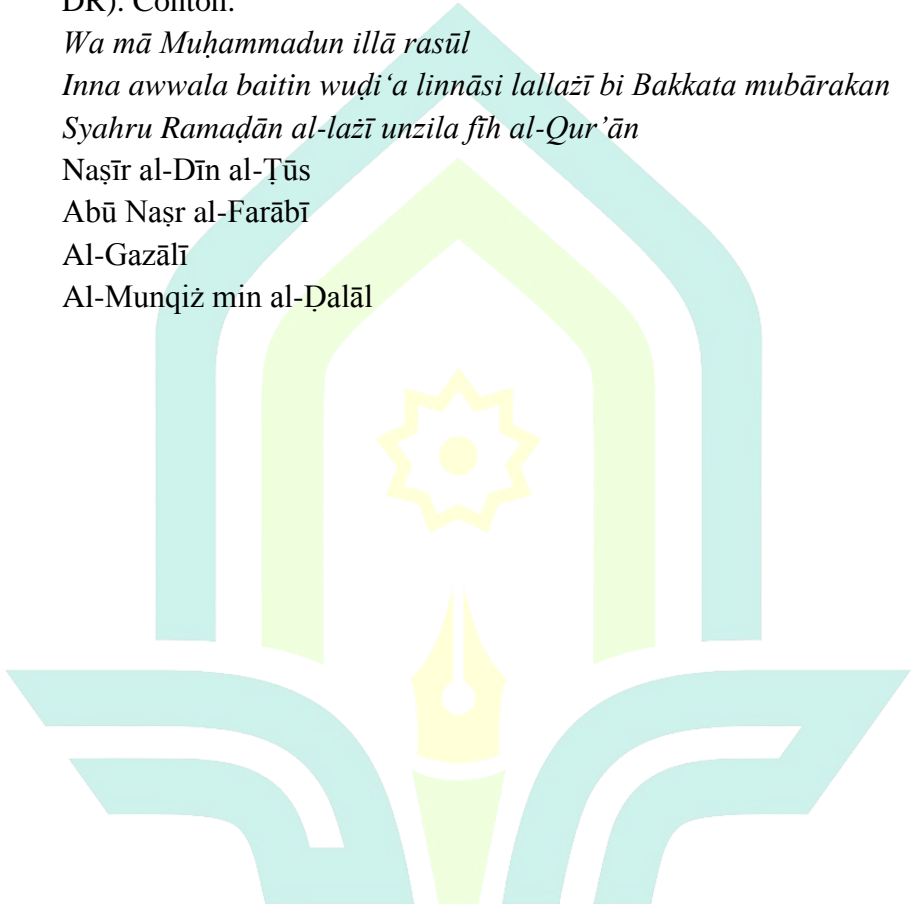 DR). Contoh:
Wa mā Muḥammadun illā rasūl
Inna awwala baitin wuḍi‘a linnāsi lallażī bi Bakkata mubārakan
Syahru Ramaḍān al-lażī unzila fīh al-Qur’ān
Naṣīr al-Dīn al-Ṭūs
Abū Naṣr al-Farābī
Al-Gazālī
Al-Munqiż min al-Ḍalāl